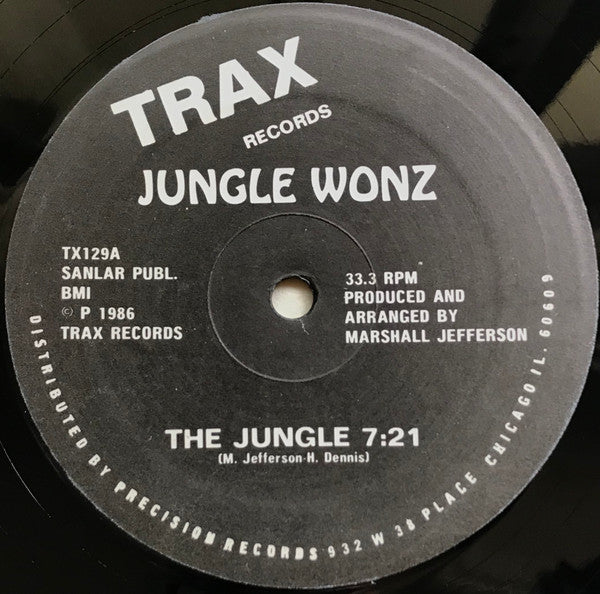 TRAX
RECORDS
JUNGLE WONZ
TX129A
SANLAR PUBL.
BMI
© P 1986
TRAX RECORDS
33.3 RPM
PRODUCED AND
ARRANGED BY
MARSHALL JEFFERSON
THE JUNGLE 7:21
(M. Jefferson-H. Dennis)
DISTRIBUTED BY PRECISION RECORDS 932 W 38 PLACE CHICAGO IL. 60609